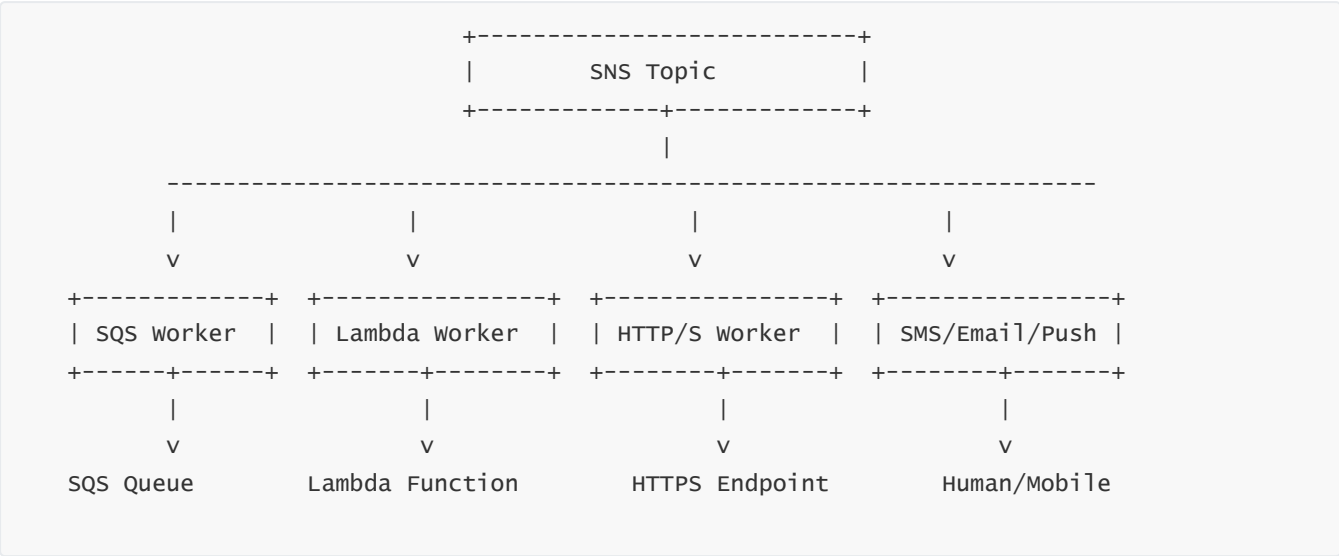 +---------------------------+
|        SNS Topic          |
+-------------+-------------+
|
------------------------------------------------------------------
|                |                   |                 |
v                v                   v                 v
+-------------+  +----------------+  +----------------+  +----------------+
| SQS Worker  |  | Lambda Worker  |  | HTTP/S Worker  |  | SMS/Email/Push |
+------+------+  +-------+--------+  +--------+-------+  +--------+-------+
|                 |                    |                   |
v                 v                    v                   v
SQS Queue        Lambda Function        HTTPS Endpoint        Human/Mobile